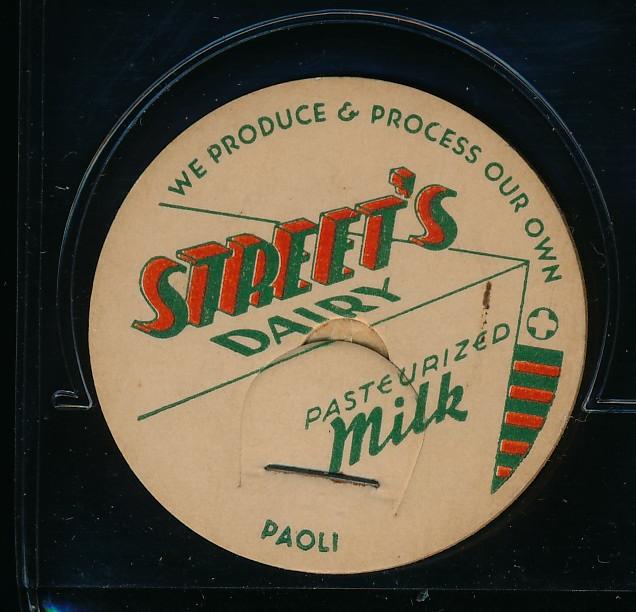 WE PRODUCE & PROCESS OUR OWN
STREET'S
DAIRY
PASTEURIZED
Milk
PAOLI